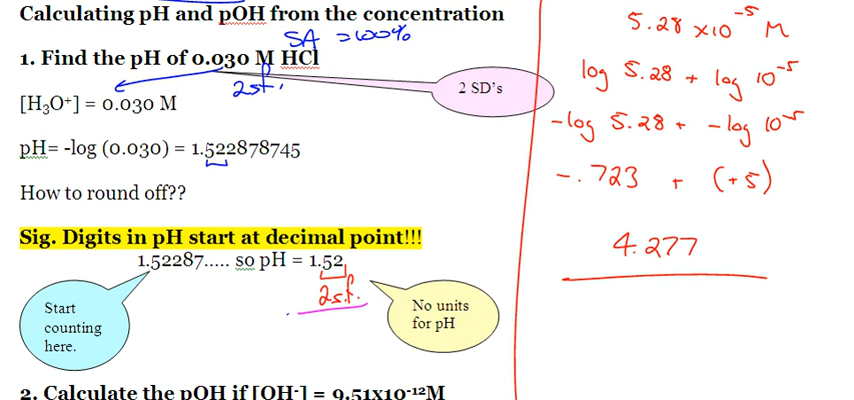 Calculating pH and pOH from the concentration
SA = 100%
1. Find the pH of 0.030 M HCl
2sf.
2 SD's
[H₃O⁺] = 0.030 M
pH= -log (0.030) = 1.522878745
How to round off??
Sig. Digits in pH start at decimal point!!!
1.52287..... so pH = 1.52
2sf.
Start
counting
here.
No units
for pH
2. Calculate the pOH if [OH-] = 9.51x10⁻¹²M
5.28 x10⁻⁵ M
log 5.28 + log 10⁻⁵
-log 5.28 + -log 10⁻⁵
-.723 + (+5)
4.277